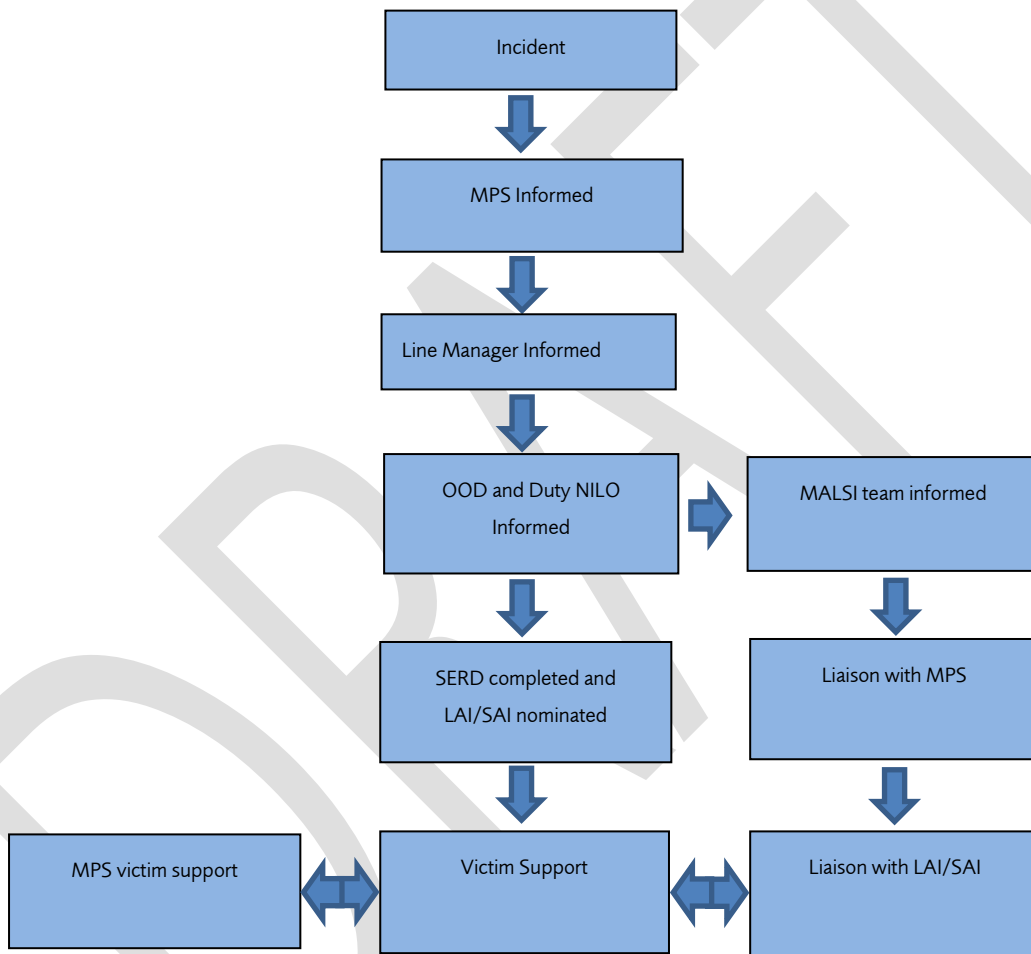 Incident
MPS Informed
Line Manager Informed
OOD and Duty NILO
Informed
MALSI team informed
SERD completed and
LAI/SAI nominated
Liaison with MPS
MPS victim support
Victim Support
Liaison with LAI/SAI
DRAFT